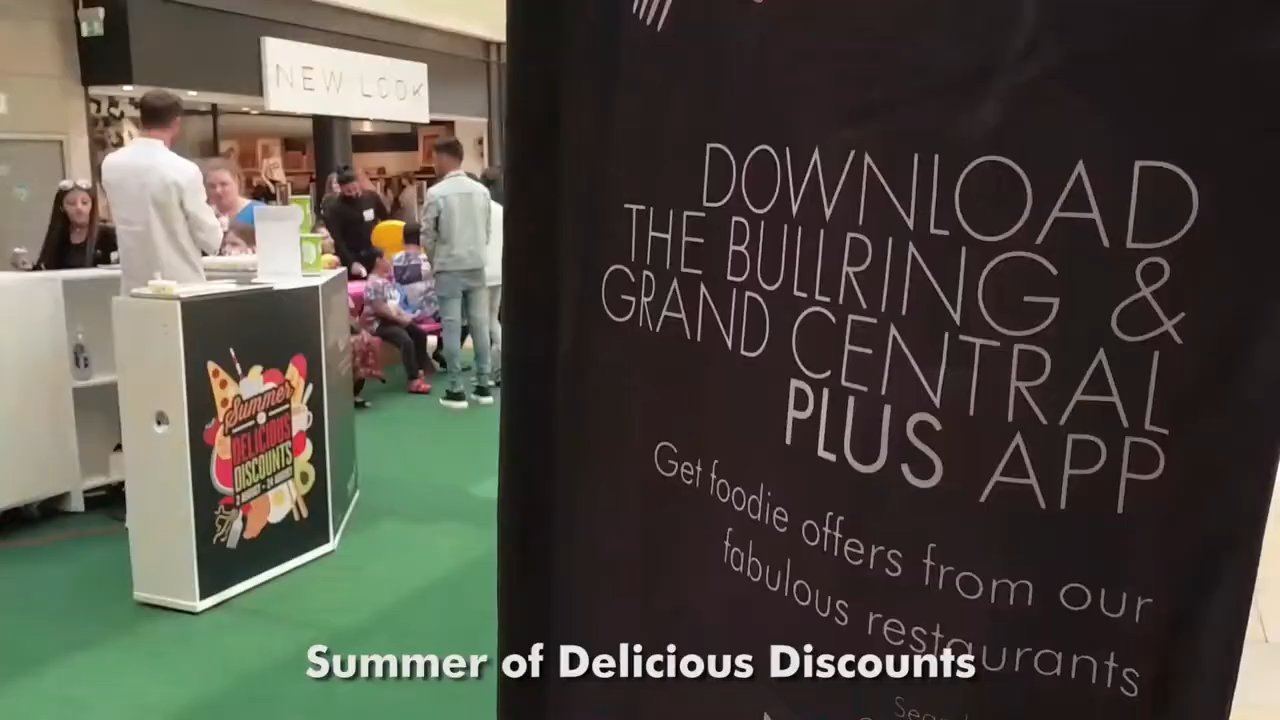 NEW LOOK
DOWNLOAD
THE BULLRING &
GRAND CENTRAL
PLUS APP
Get foodie offers from our
fabulous restaurants
Summer
DELICIOUS
DISCOUNTS
Summer of Delicious Discounts